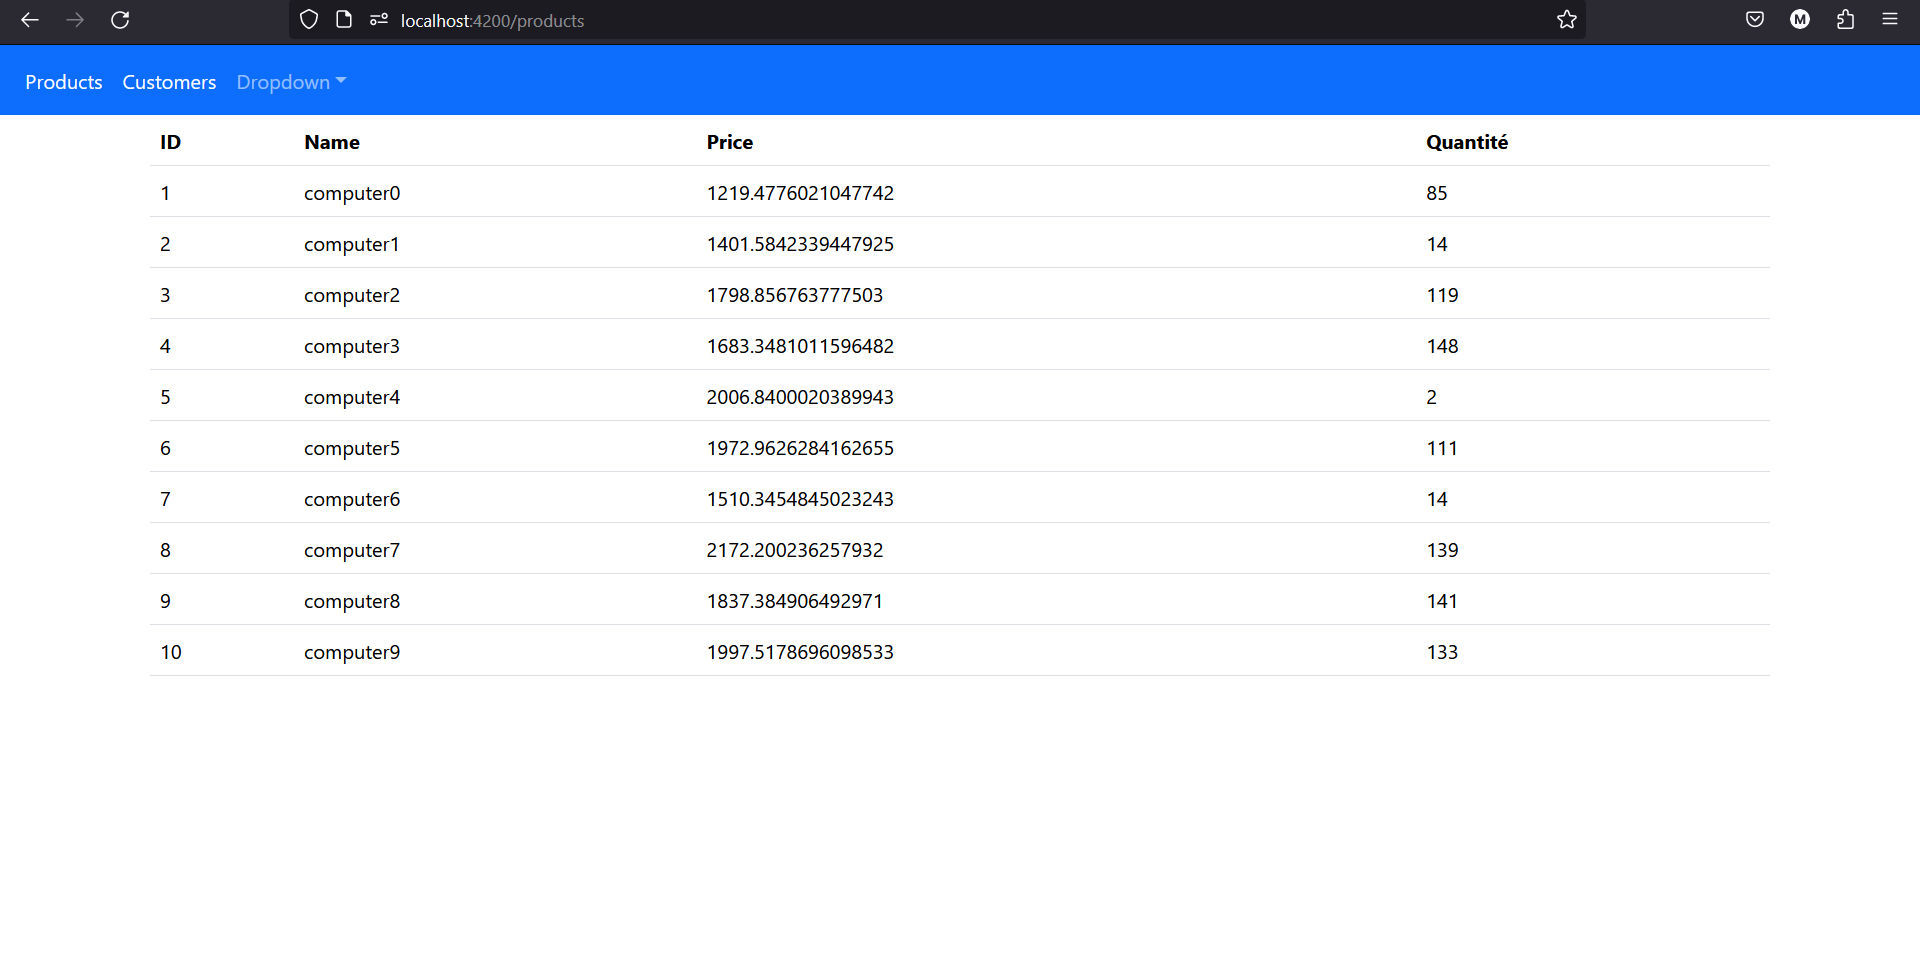 localhost:4200/products
M
Products Customers Dropdown
ID Name Price Quantité
1 computer0 1219.4776021047742 85
2 computer1 1401.5842339447925 14
3 computer2 1798.856763777503 119
4 computer3 1683.3481011596482 148
5 computer4 2006.8400020389943 2
6 computer5 1972.9626284162655 111
7 computer6 1510.3454845023243 14
8 computer7 2172.200236257932 139
9 computer8 1837.384906492971 141
10 computer9 1997.5178696098533 133